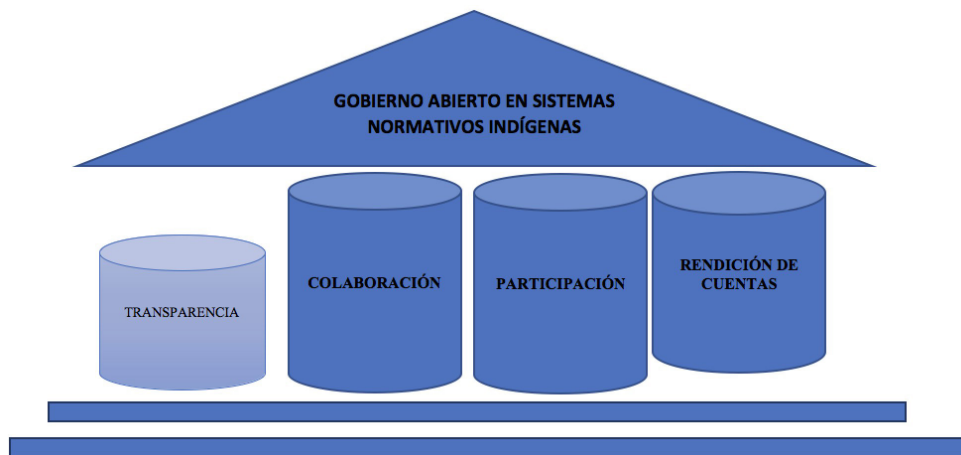 GOBIERNO ABIERTO EN SISTEMAS
NORMATIVOS INDÍGENAS
TRANSPARENCIA
COLABORACIÓN
PARTICIPACIÓN
RENDICIÓN DE
CUENTAS